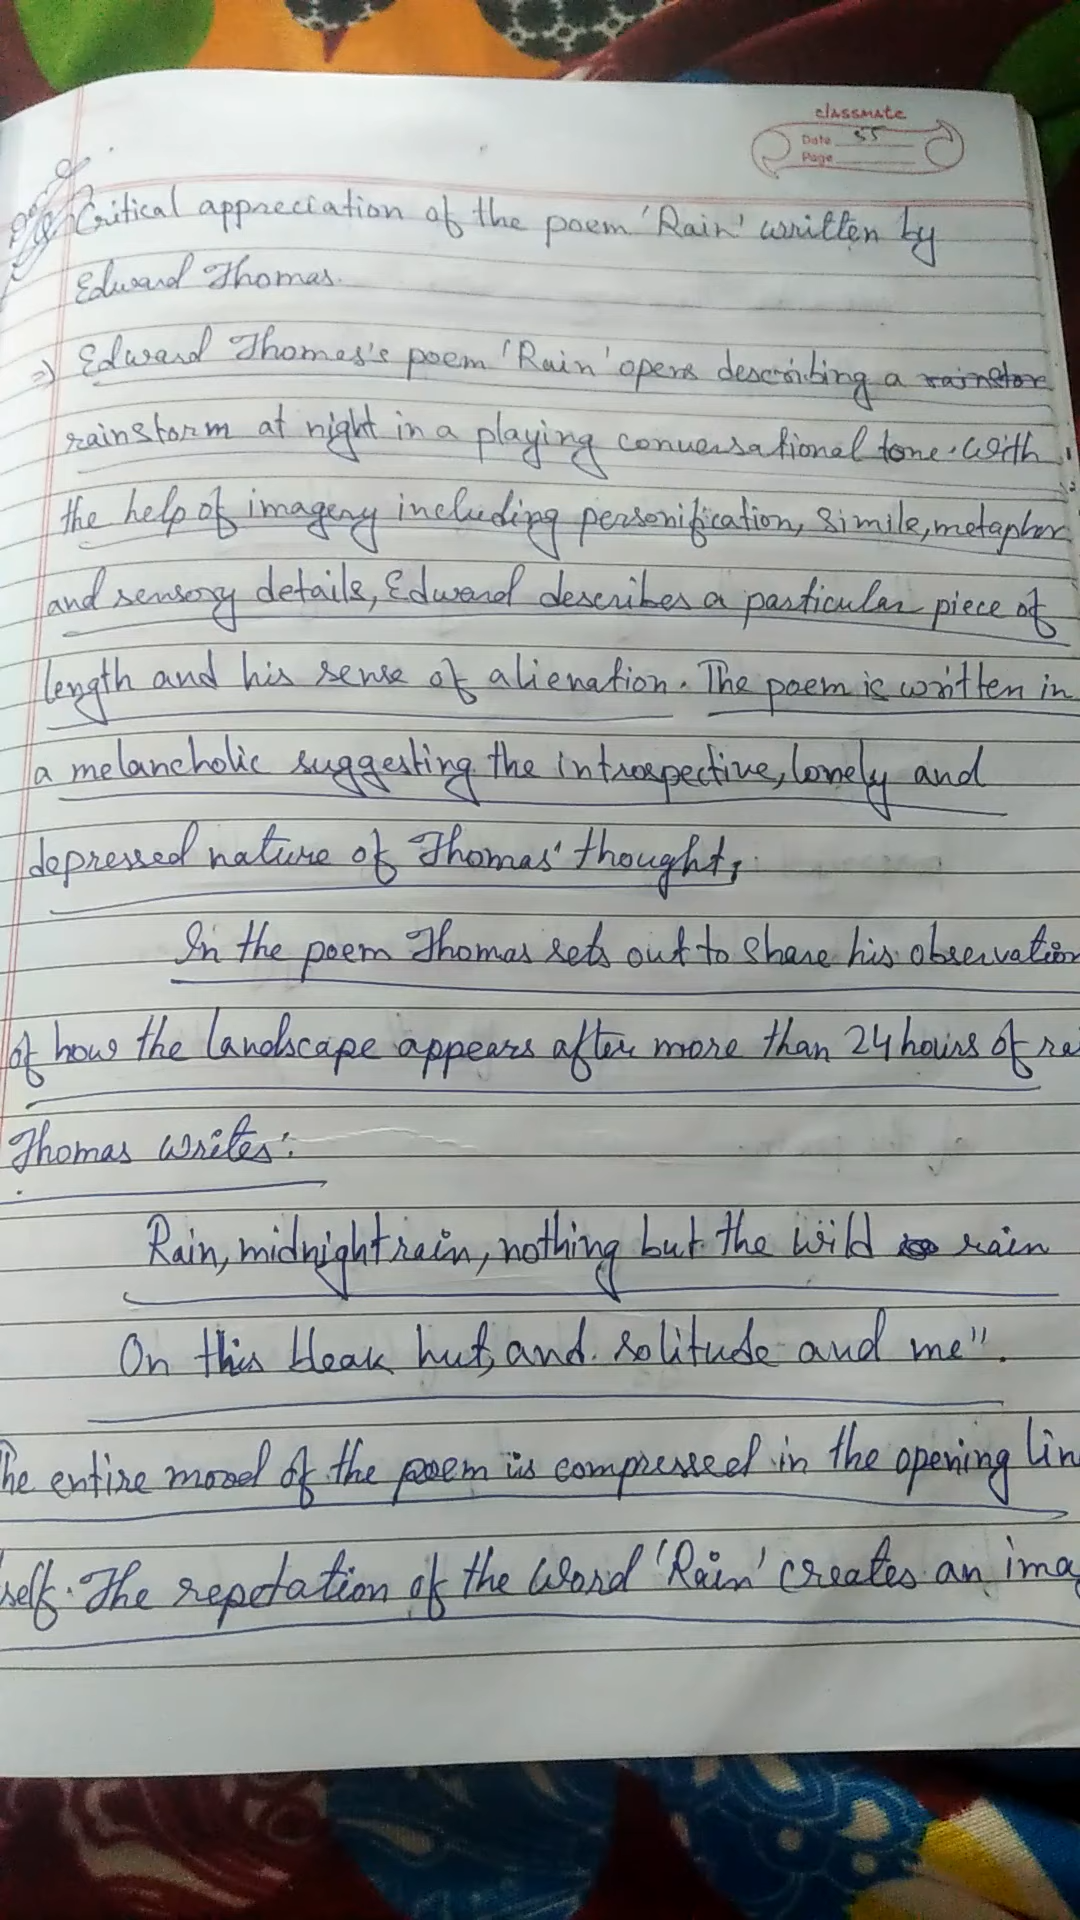 classmate
Date 55
Page
Critical appreciation of the poem 'Rain' written by
Edward Thomas.
⇒ Edward Thomas's poem 'Rain' opens describing a rainstor
rainstorm at night in a playing conversational tone. With
the help of imagery including personification, simile, metaphor
and sensory details, Edward describes a particular piece of
length and his sense of alienation. The poem is written in
a melancholic suggesting the introspective, lonely and
depressed nature of Thomas' thought,
In the poem Thomas sets out to share his observation
of how the landscape appears after more than 24 hours of ra
Thomas writes:
Rain, midnight rain, nothing but the wild rain
On this bleak hut, and solitude and me".
The entire mood of the poem is compressed in the opening lin
self. The repetation of the word 'Rain' creates an imag